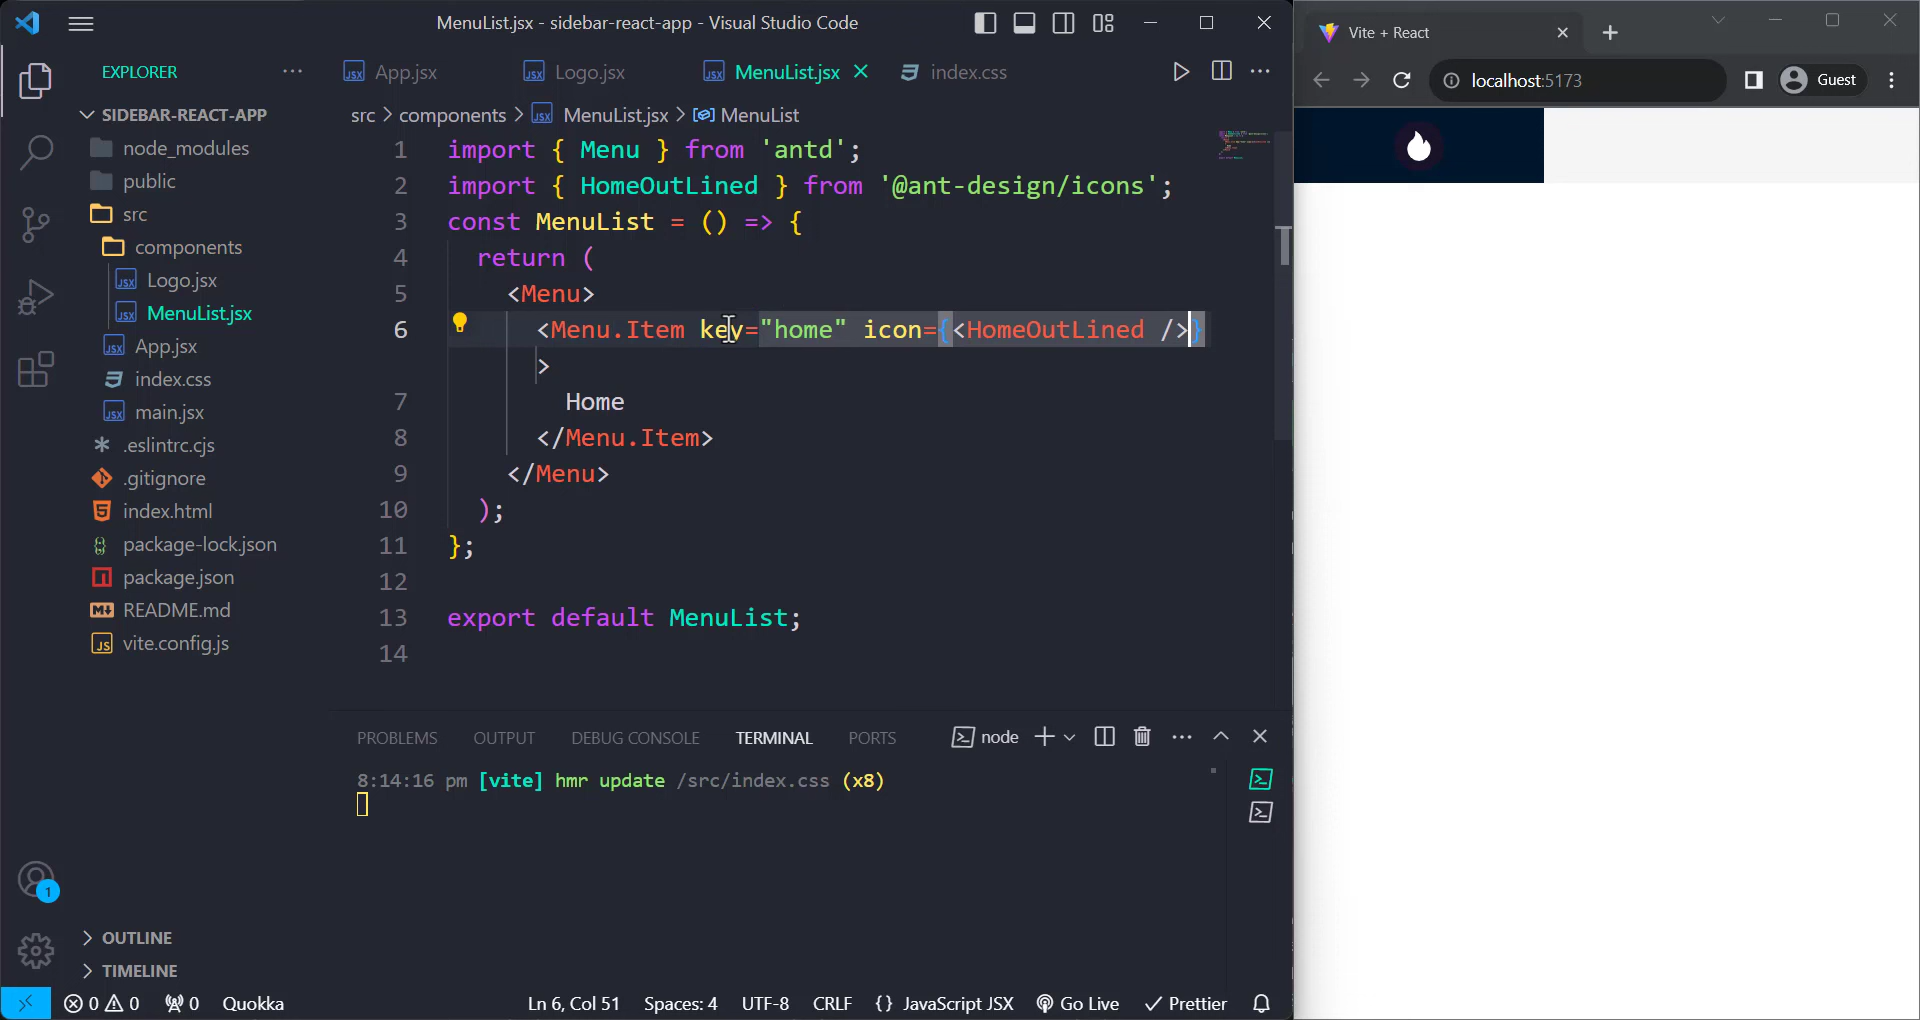 MenuList.jsx - sidebar-react-app - Visual Studio Code
EXPLORER
SIDEBAR-REACT-APP
node_modules
public
src
components
Logo.jsx
MenuList.jsx
App.jsx
index.css
main.jsx
.eslintrc.cjs
.gitignore
index.html
package-lock.json
package.json
README.md
vite.config.js
OUTLINE
TIMELINE
App.jsx Logo.jsx MenuList.jsx index.css
src > components > MenuList.jsx > MenuList
1 import { Menu } from 'antd';
2 import { HomeOutLined } from '@ant-design/icons';
3 const MenuList = () => {
4 return (
5 <Menu>
6 <Menu.Item key="home" icon={<HomeOutLined />}
>
7 Home
8 </Menu.Item>
9 </Menu>
10 );
11 };
12
13 export default MenuList;
14
PROBLEMS OUTPUT DEBUG CONSOLE TERMINAL PORTS node
8:14:16 pm [vite] hmr update /src/index.css (x8)
1
0 0 0 Quokka Ln 6, Col 51 Spaces: 4 UTF-8 CRLF {} JavaScript JSX Go Live Prettier
Vite + React
localhost:5173 Guest